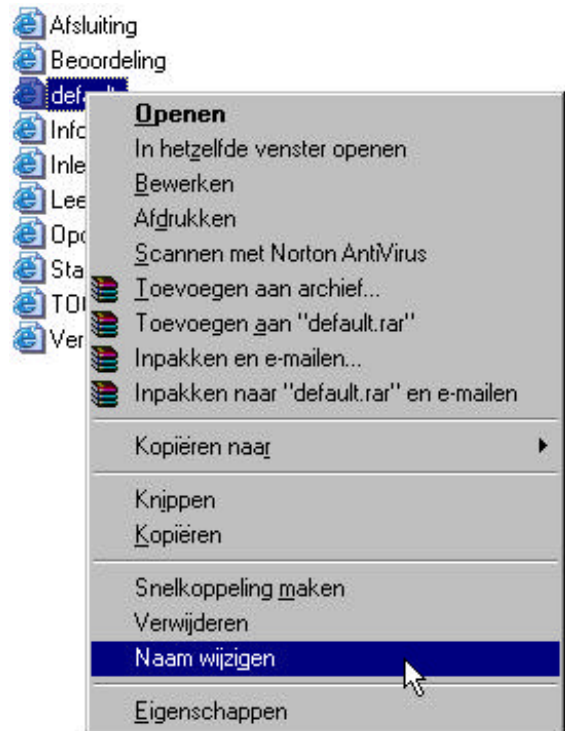 Afsluiting
Beoordeling
Openen
In hetzelfde venster openen
Bewerken
Afdrukken
Scannen met Norton AntiVirus
Toevoegen aan archief...
Toevoegen aan "default.rar"
Inpakken en e-mailen...
Inpakken naar "default.rar" en e-mailen
Kopiëren naar
Knippen
Kopiëren
Snelkoppeling maken
Verwijderen
Naam wijzigen
Eigenschappen